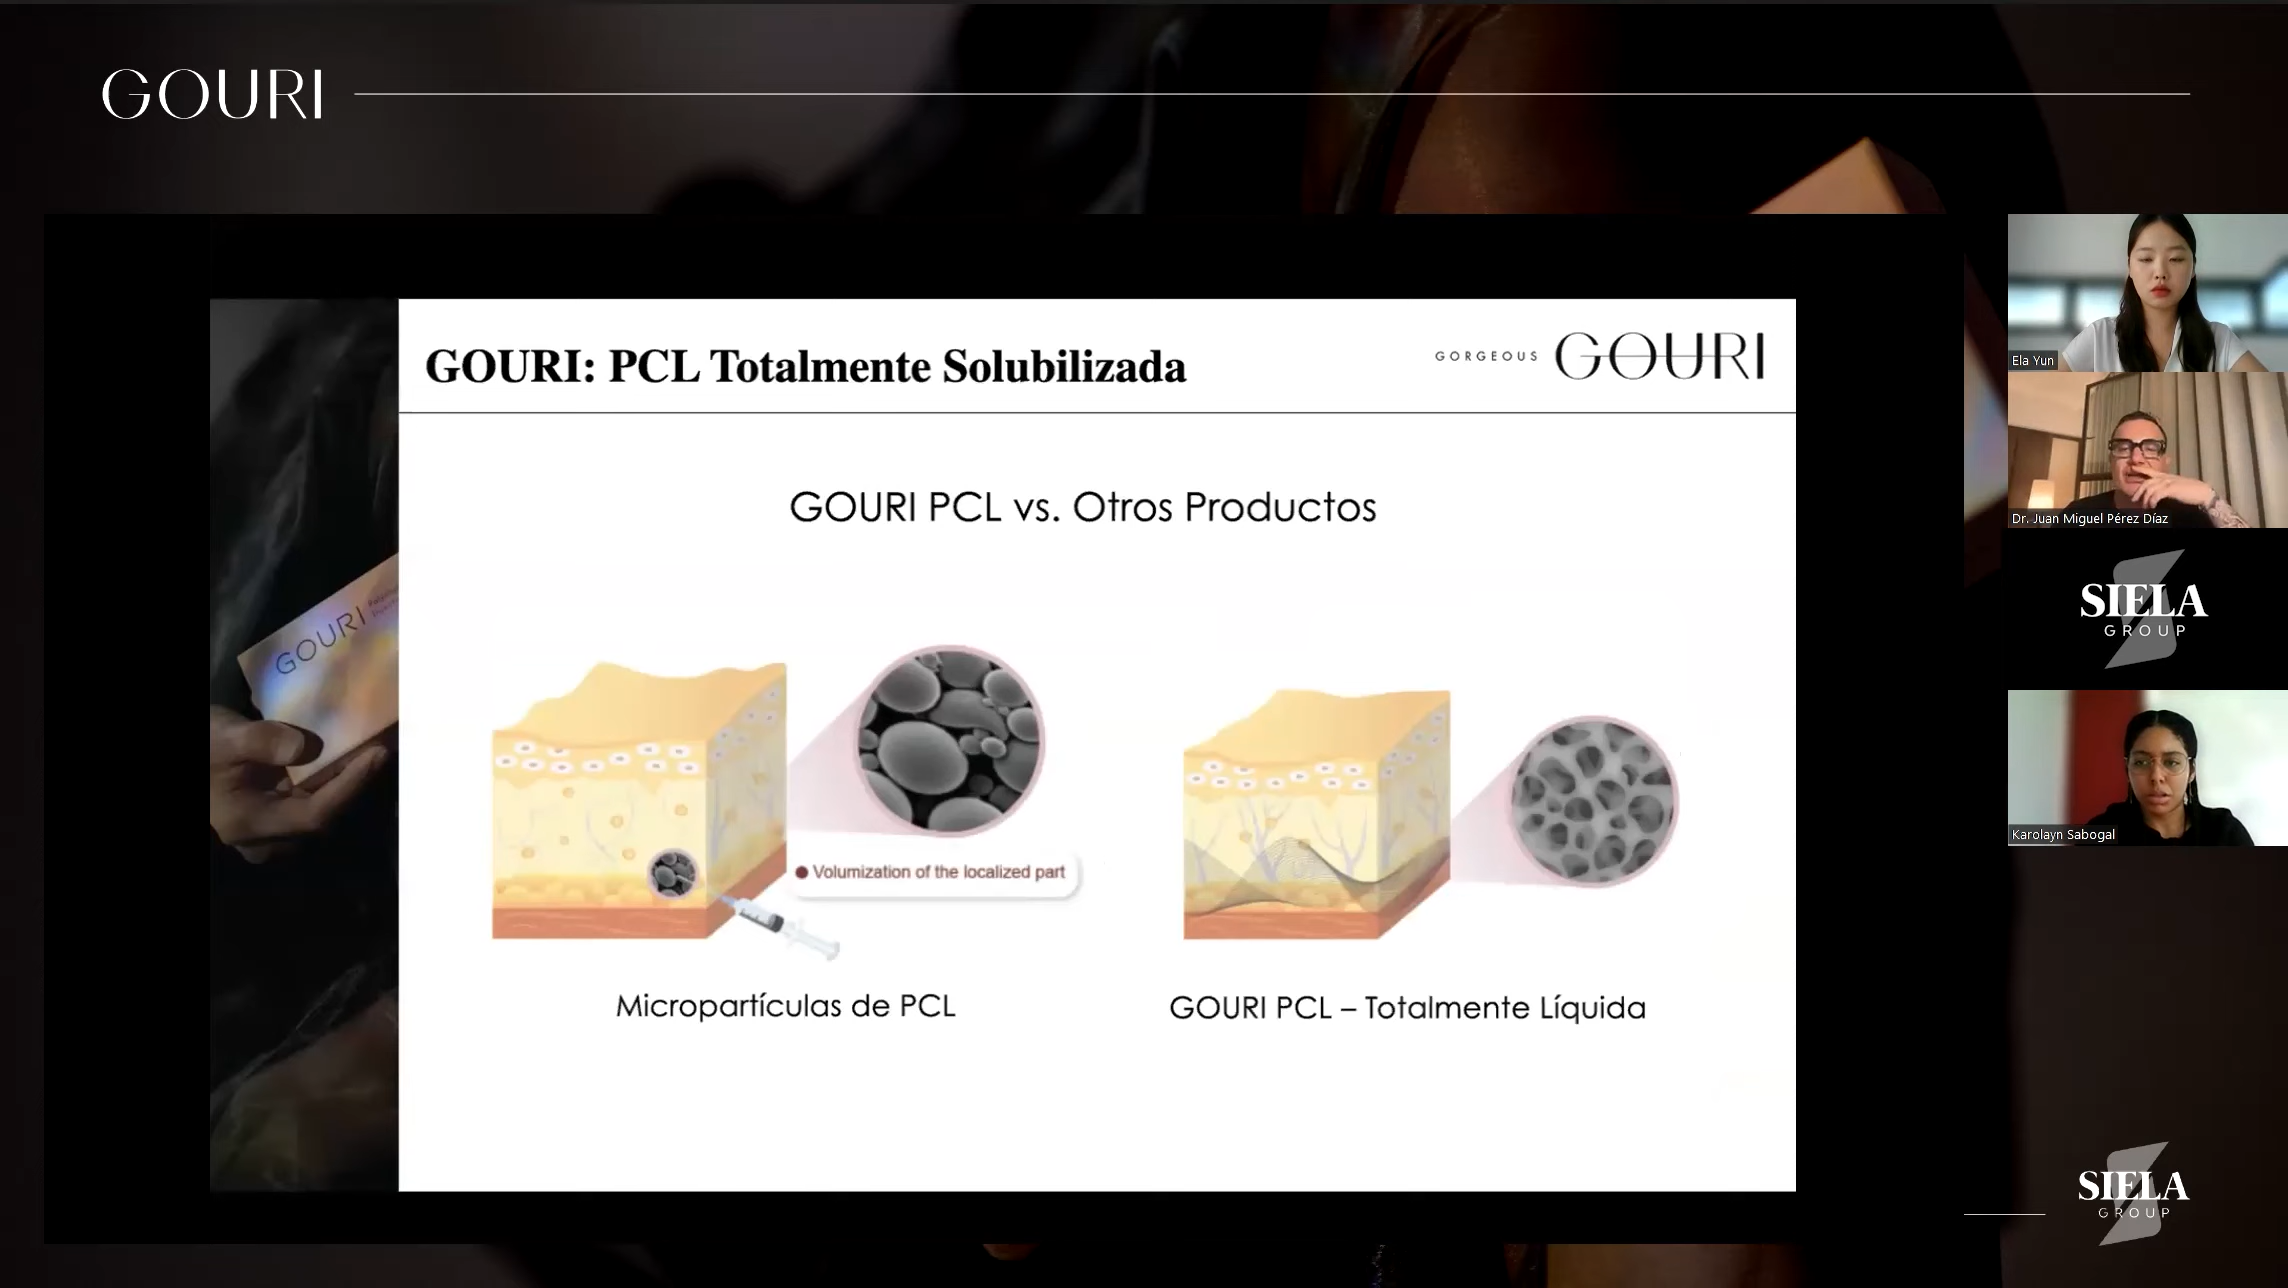 GOURI
GOURI: PCL Totalmente Solubilizada
GORGEOUS GOURI
GOURI PCL vs. Otros Productos
GOURI
Volumization of the localized part
Micropartículas de PCL
GOURI PCL – Totalmente Líquida
Ela Yun
Dr. Juan Miguel Pérez Díaz
SIELA
GROUP
Karolayn Sabogal
SIELA
GROUP